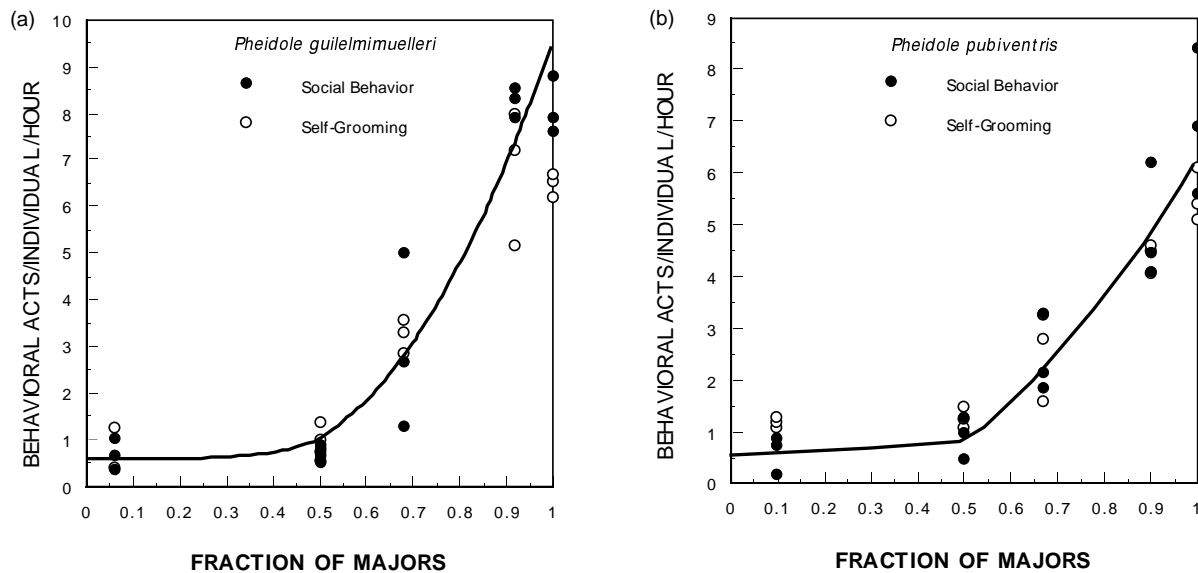 (a)
Pheidole guilelmimuelleri
Social Behavior
Self-Grooming
BEHAVIORAL ACTS/INDIVIDUAL/HOUR
10
9
8
7
6
5
4
3
2
1
0
0 0.1 0.2 0.3 0.4 0.5 0.6 0.7 0.8 0.9 1
FRACTION OF MAJORS
(b)
Pheidole pubiventris
Social Behavior
Self-Grooming
BEHAVIORAL ACTS/INDIVIDUAL/HOUR
9
8
7
6
5
4
3
2
1
0
0 0.1 0.2 0.3 0.4 0.5 0.6 0.7 0.8 0.9 1
FRACTION OF MAJORS